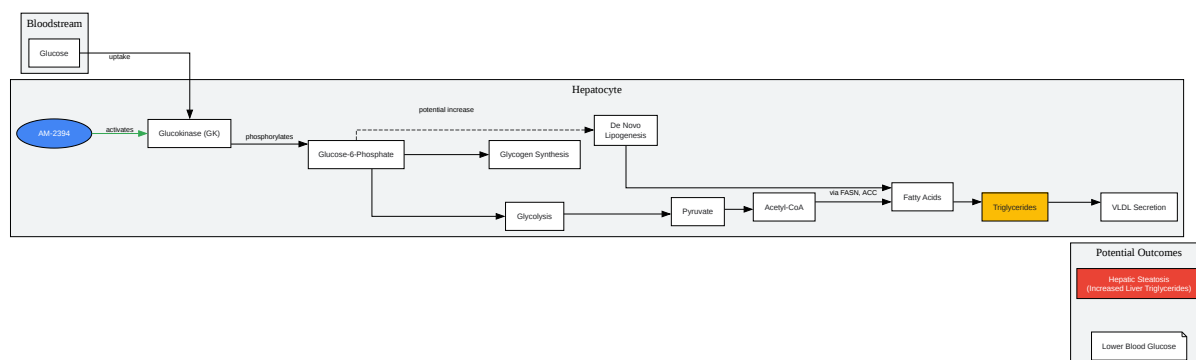 Bloodstream
Glucose
uptake
Hepatocyte
potential increase
AM-2394
activates
Glucokinase (GK)
phosphorylates
Glucose-6-Phosphate
Glycogen Synthesis
De Novo
Lipogenesis
Glycolysis
Pyruvate
Acetyl-CoA
via FASN, ACC
Fatty Acids
Triglycerides
VLDL Secretion
Potential Outcomes
Hepatic Steatosis
(Increased Liver Triglycerides)
Lower Blood Glucose